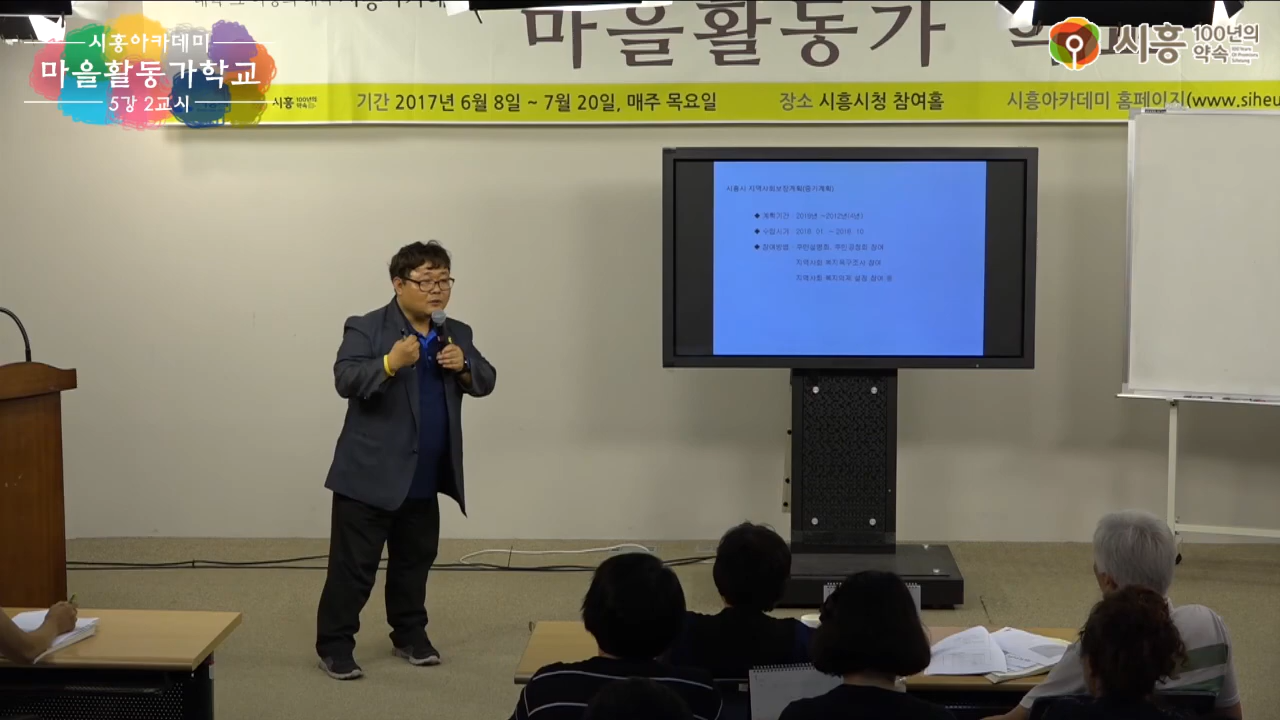 시흥아카데미
마을활동가학교
5강 2교시
마을활동가
시흥 100년의 약속
시흥 100년의 약속
기간 2017년 6월 8일 ~ 7월 20일, 매주 목요일
장소 시흥시청 참여홀
시흥아카데미 홈페이지(www.siheu
시흥시 지역사회보장계획(중기계획)
◆ 계획기간 : 2019년 ~2012년(4년)
◆ 수립시기 : 2018. 01. ~ 2018. 10.
◆ 참여방법 - 주민설명회, 주민공청회 참여
지역사회 복지욕구조사 참여
지역사회 복지의제 설정 참여 등